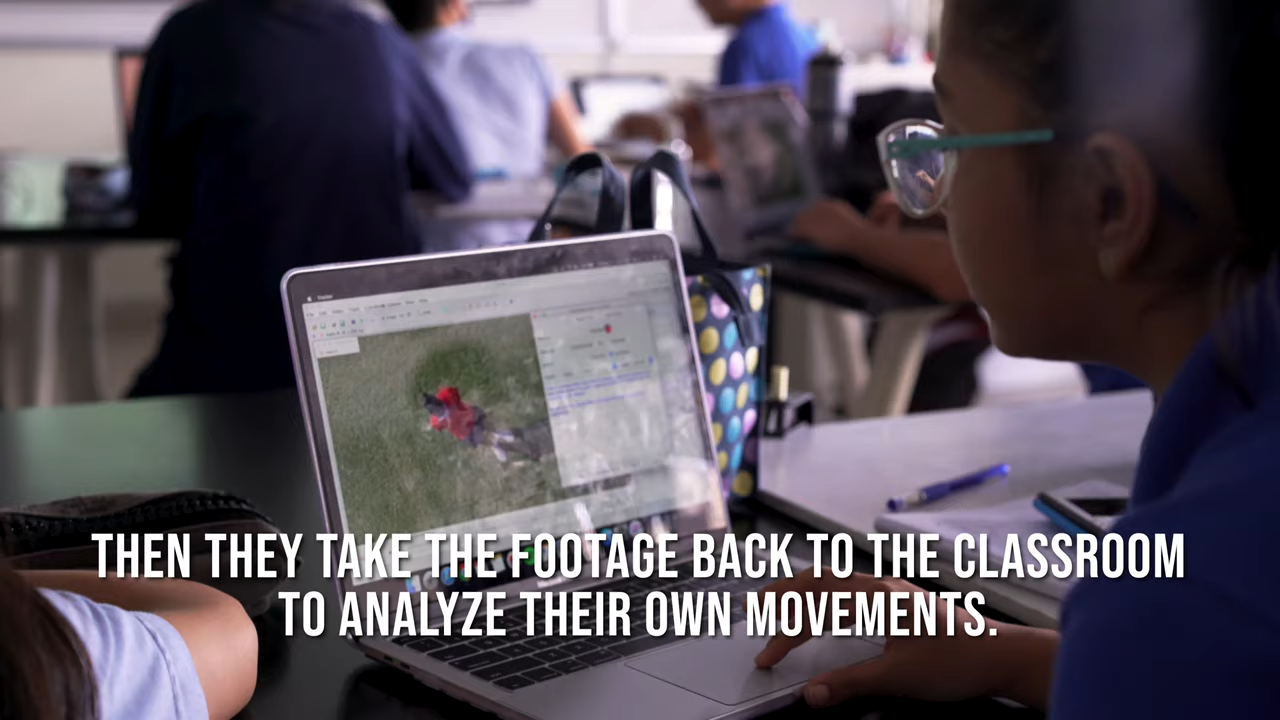 THEN THEY TAKE THE FOOTAGE BACK TO THE CLASSROOM
TO ANALYZE THEIR OWN MOVEMENTS.